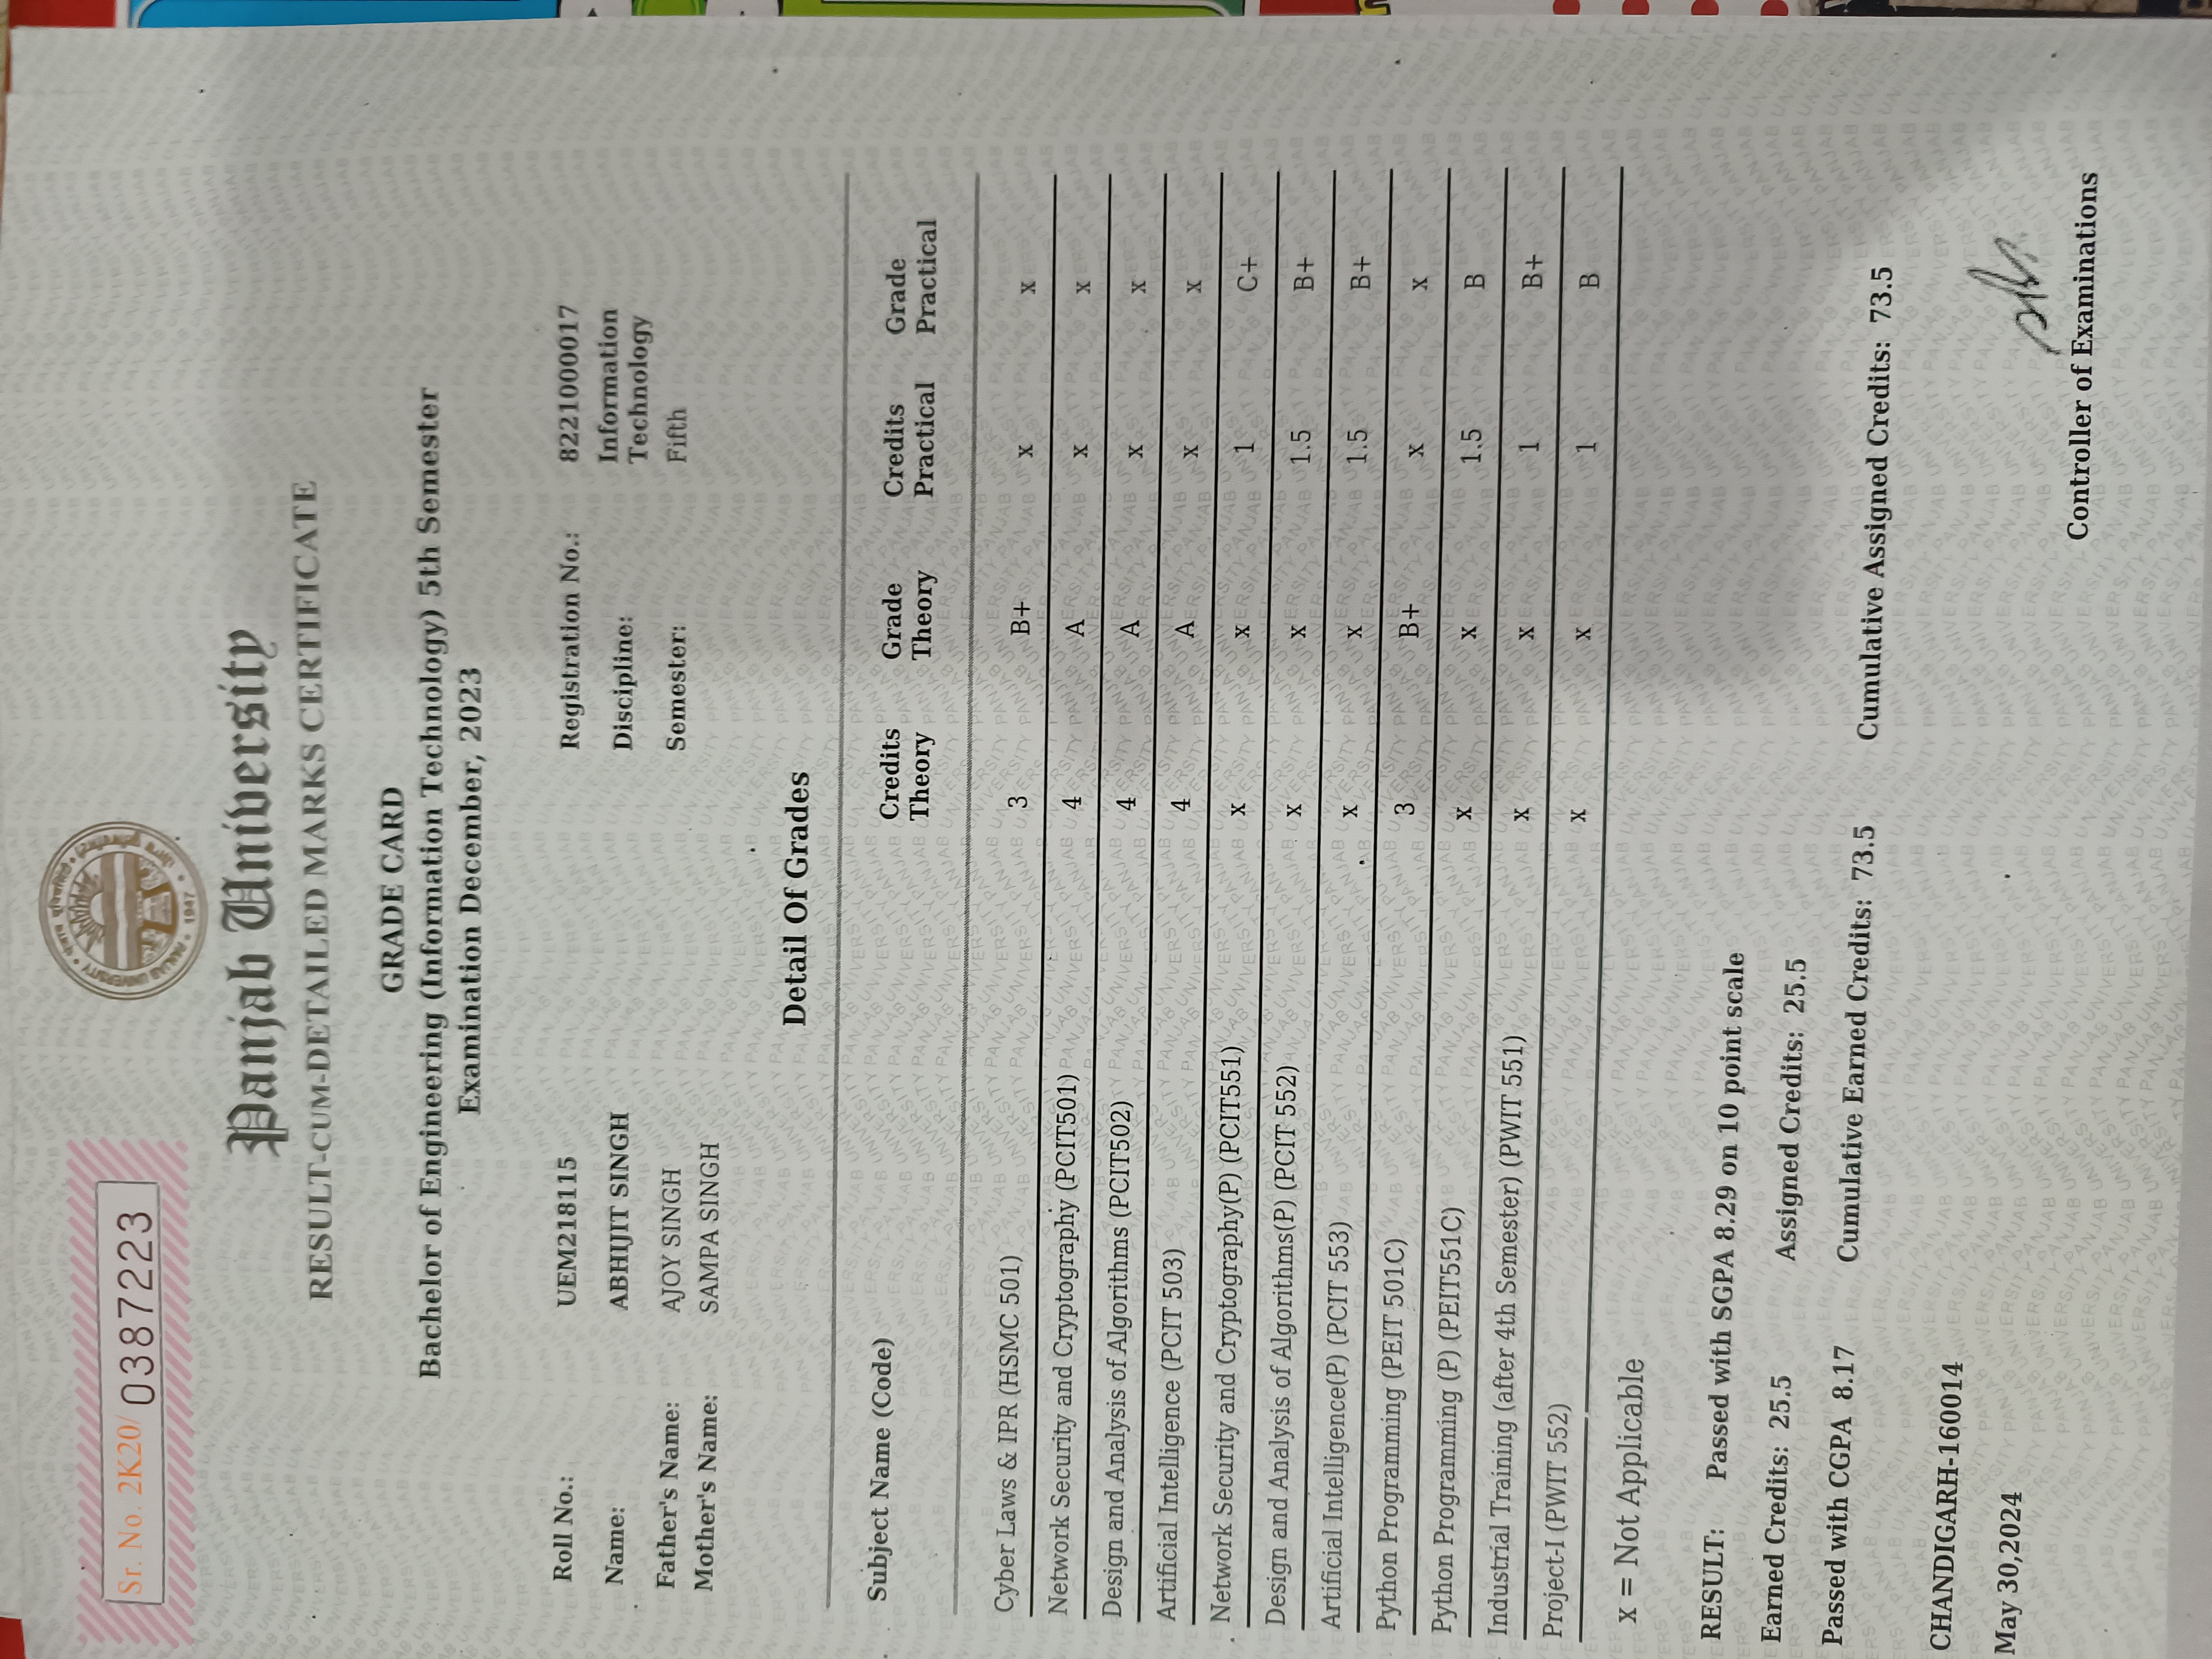 Sr. No. 2K20/ 0387223
PANJAB UNIVERSITY
1947
Panjab University
RESULT-CUM-DETAILED MARKS CERTIFICATE
GRADE CARD
Bachelor of Engineering (Information Technology) 5th Semester
Examination December, 2023
Roll No.: UEM218115 Registration No.: 8221000017
Name: ABHIJIT SINGH Discipline: Information Technology
Father's Name: AJOY SINGH Semester: Fifth
Mother's Name: SAMPA SINGH
Detail Of Grades
Subject Name (Code) Credits Theory Grade Theory Credits Practical Grade Practical
Cyber Laws & IPR (HSMC 501) 3 B+ x x
Network Security and Cryptography (PCIT501) 4 A x x
Design and Analysis of Algorithms (PCIT502) 4 A x x
Artificial Intelligence (PCIT 503) 4 A x x
Network Security and Cryptography(P) (PCIT551) x x 1 C+
Design and Analysis of Algorithms(P) (PCIT 552) x x 1.5 B+
Artificial Intelligence(P) (PCIT 553) x x 1.5 B+
Python Programming (PEIT 501C) 3 B+ x x
Python Programming (P) (PEIT551C) x x 1.5 B
Industrial Training (after 4th Semester) (PWIT 551) x x 1 B+
Project-I (PWIT 552) x x 1 B
x = Not Applicable
RESULT: Passed with SGPA 8.29 on 10 point scale
Earned Credits: 25.5 Assigned Credits: 25.5
Passed with CGPA 8.17 Cumulative Earned Credits: 73.5 Cumulative Assigned Credits: 73.5
CHANDIGARH-160014
May 30,2024
Controller of Examinations